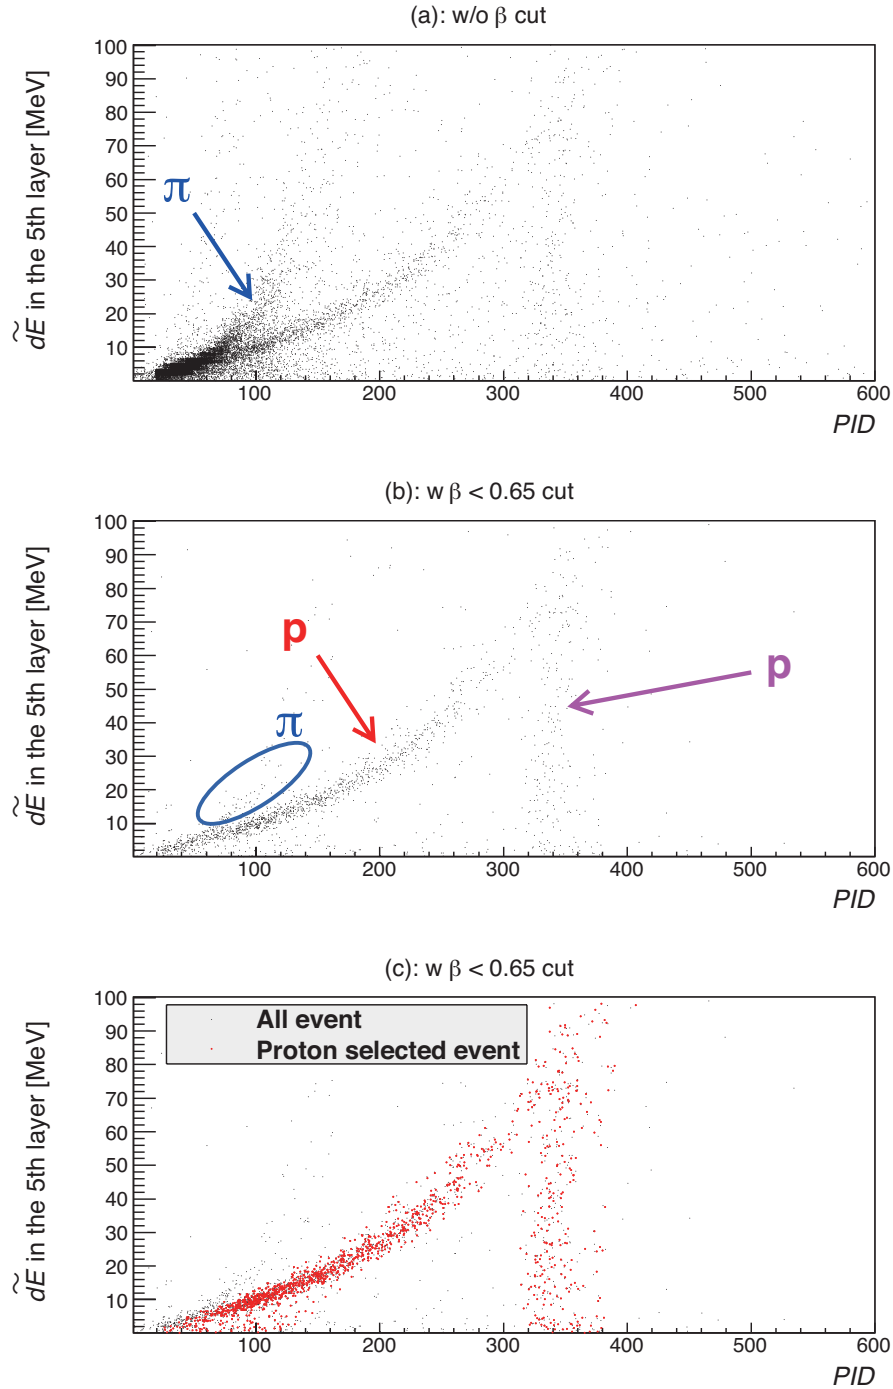 (a): w/o β cut
d͂E in the 5th layer [MeV]
100
90
80
70
60
50
40
30
20
10
π
100 200 300 400 500 600
PID
(b): w β < 0.65 cut
d͂E in the 5th layer [MeV]
100
90
80
70
60
50
40
30
20
10
p
p
π
100 200 300 400 500 600
PID
(c): w β < 0.65 cut
d͂E in the 5th layer [MeV]
100
90
80
70
60
50
40
30
20
10
All event
Proton selected event
100 200 300 400 500 600
PID